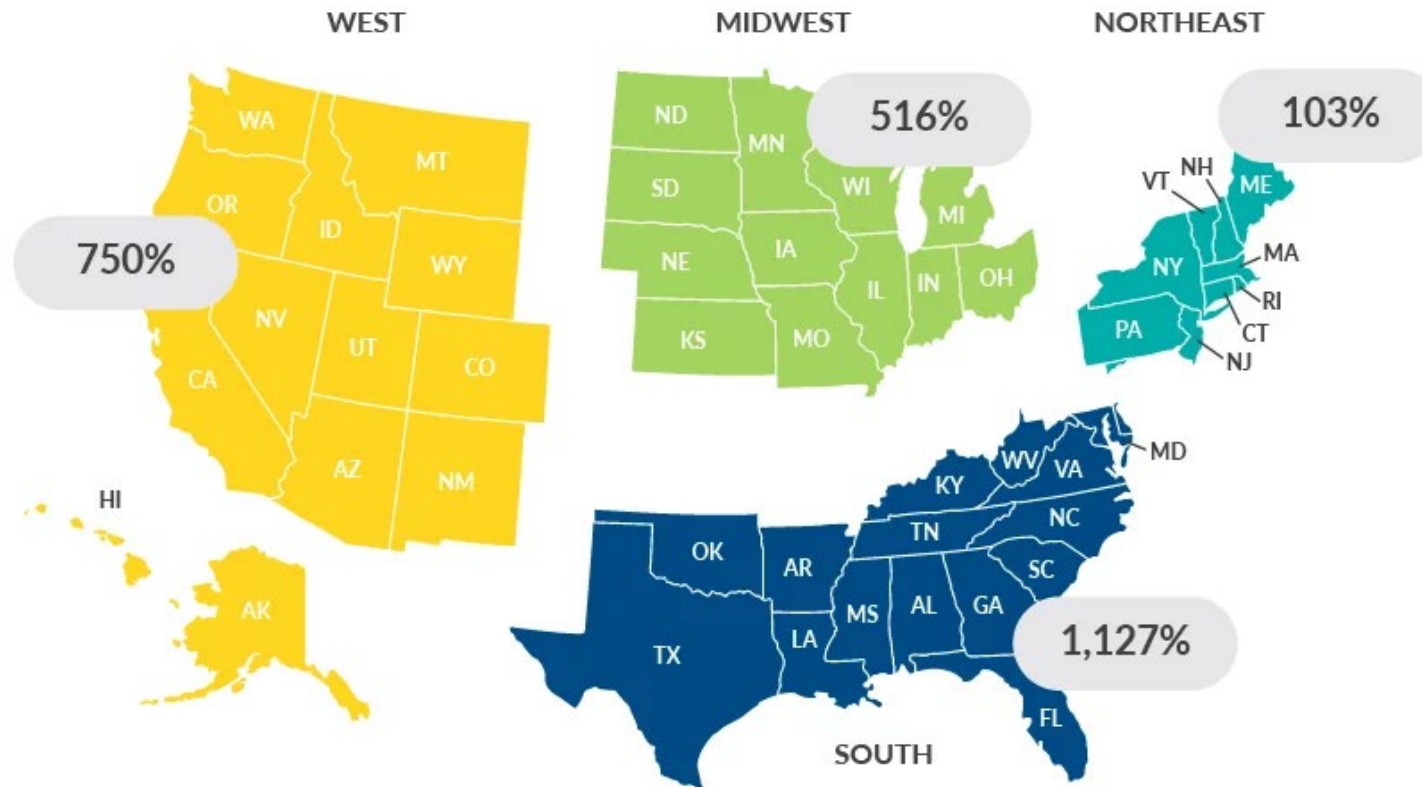 WEST
WA
MT
OR
ID
750%
WY
NV
UT
CA
CO
AZ
NM
HI
AK
MIDWEST
516%
ND
MN
SD
WI
MI
NE
IA
IL
IN
OH
KS
MO
NORTHEAST
103%
VT
NH
ME
NY
MA
RI
PA
CT
NJ
MD
WV
VA
KY
TN
NC
OK
AR
SC
MS
AL
GA
TX
LA
1,127%
FL
SOUTH